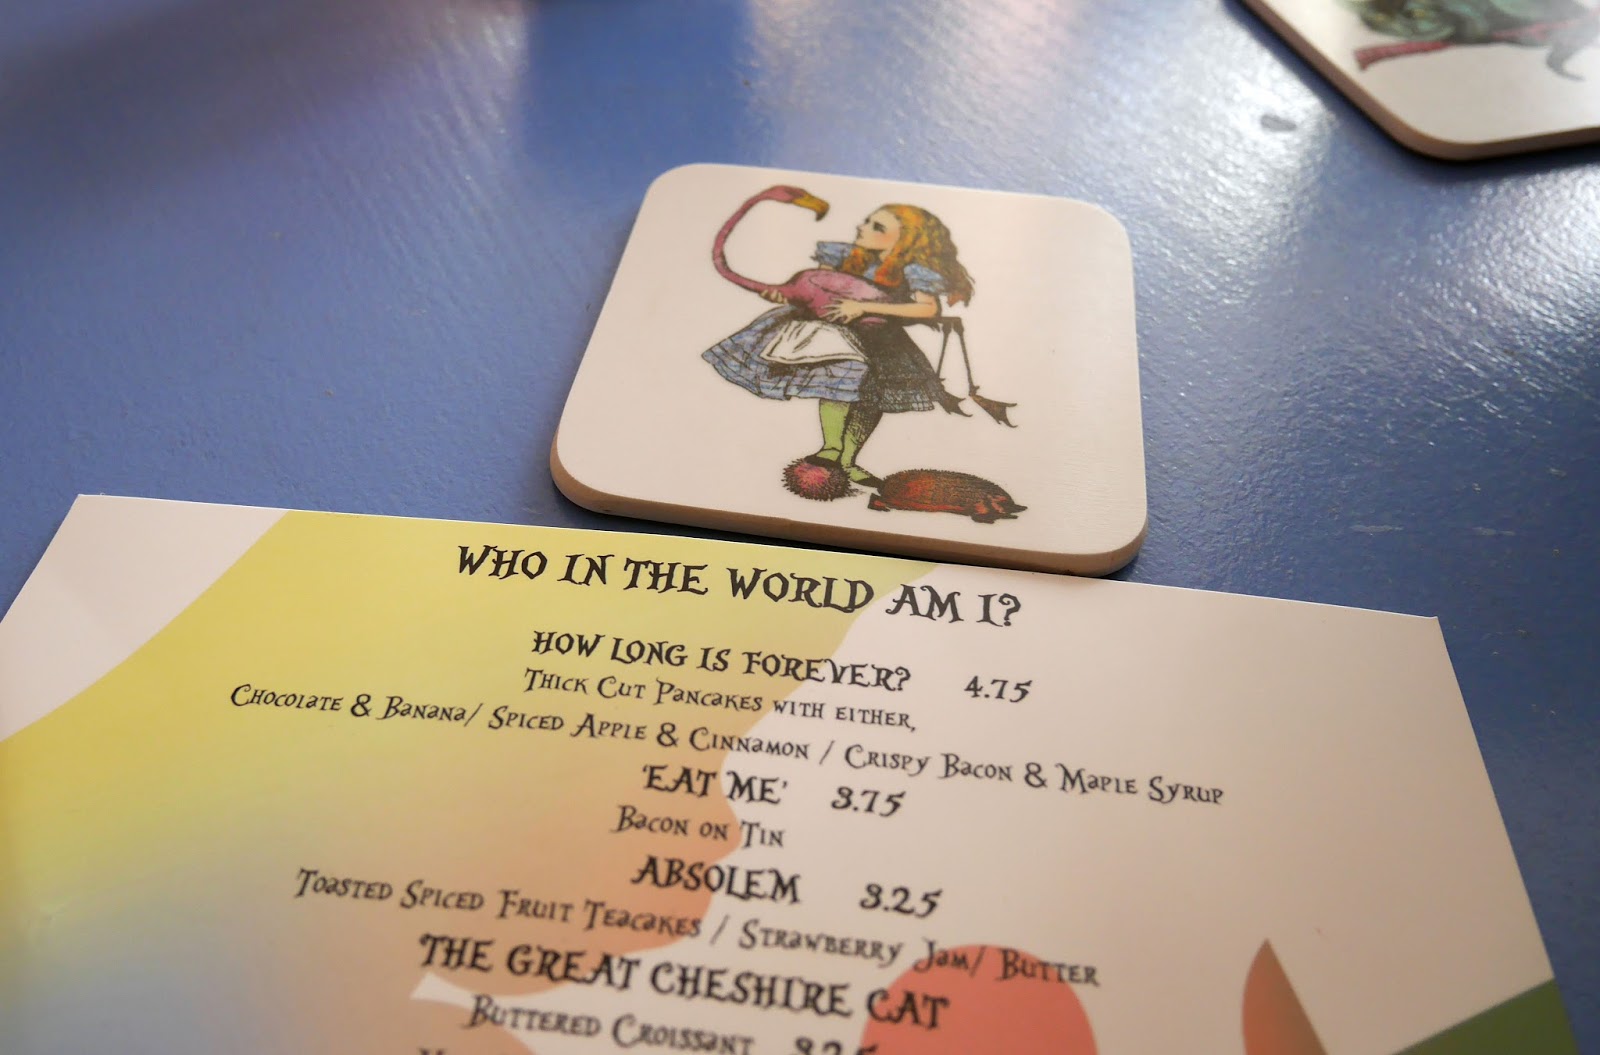 WHO IN THE WORLD AM I?
HOW LONG IS FOREVER? 4.75
THICK CUT PANCAKES WITH EITHER,
CHOCOLATE & BANANA/ SPICED APPLE & CINNAMON / CRISPY BACON & MAPLE SYRUP
'EAT ME' 3.75
BACON ON TIN
ABSOLEM 3.25
TOASTED SPICED FRUIT TEACAKES / STRAWBERRY JAM/ BUTTER
THE GREAT CHESHIRE CAT
BUTTERED CROISSANT